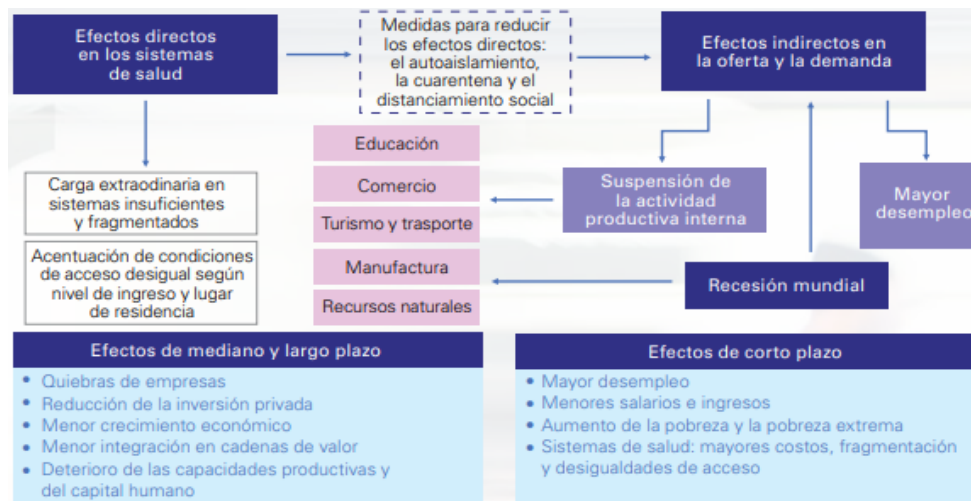 Efectos directos
en los sistemas
de salud
Medidas para reducir
los efectos directos:
el autoaislamiento,
la cuarentena y el
distanciamiento social
Efectos indirectos en
la oferta y la demanda
Carga extraodinaria en
sistemas insuficientes
y fragmentados
Acentuación de condiciones
de acceso desigual según
nivel de ingreso y lugar
de residencia
Educación
Comercio
Turismo y trasporte
Manufactura
Recursos naturales
Suspensión de
la actividad
productiva interna
Mayor
desempleo
Recesión mundial
Efectos de mediano y largo plazo
• Quiebras de empresas
• Reducción de la inversión privada
• Menor crecimiento económico
• Menor integración en cadenas de valor
• Deterioro de las capacidades productivas y
del capital humano
Efectos de corto plazo
• Mayor desempleo
• Menores salarios e ingresos
• Aumento de la pobreza y la pobreza extrema
• Sistemas de salud: mayores costos, fragmentación
y desigualdades de acceso